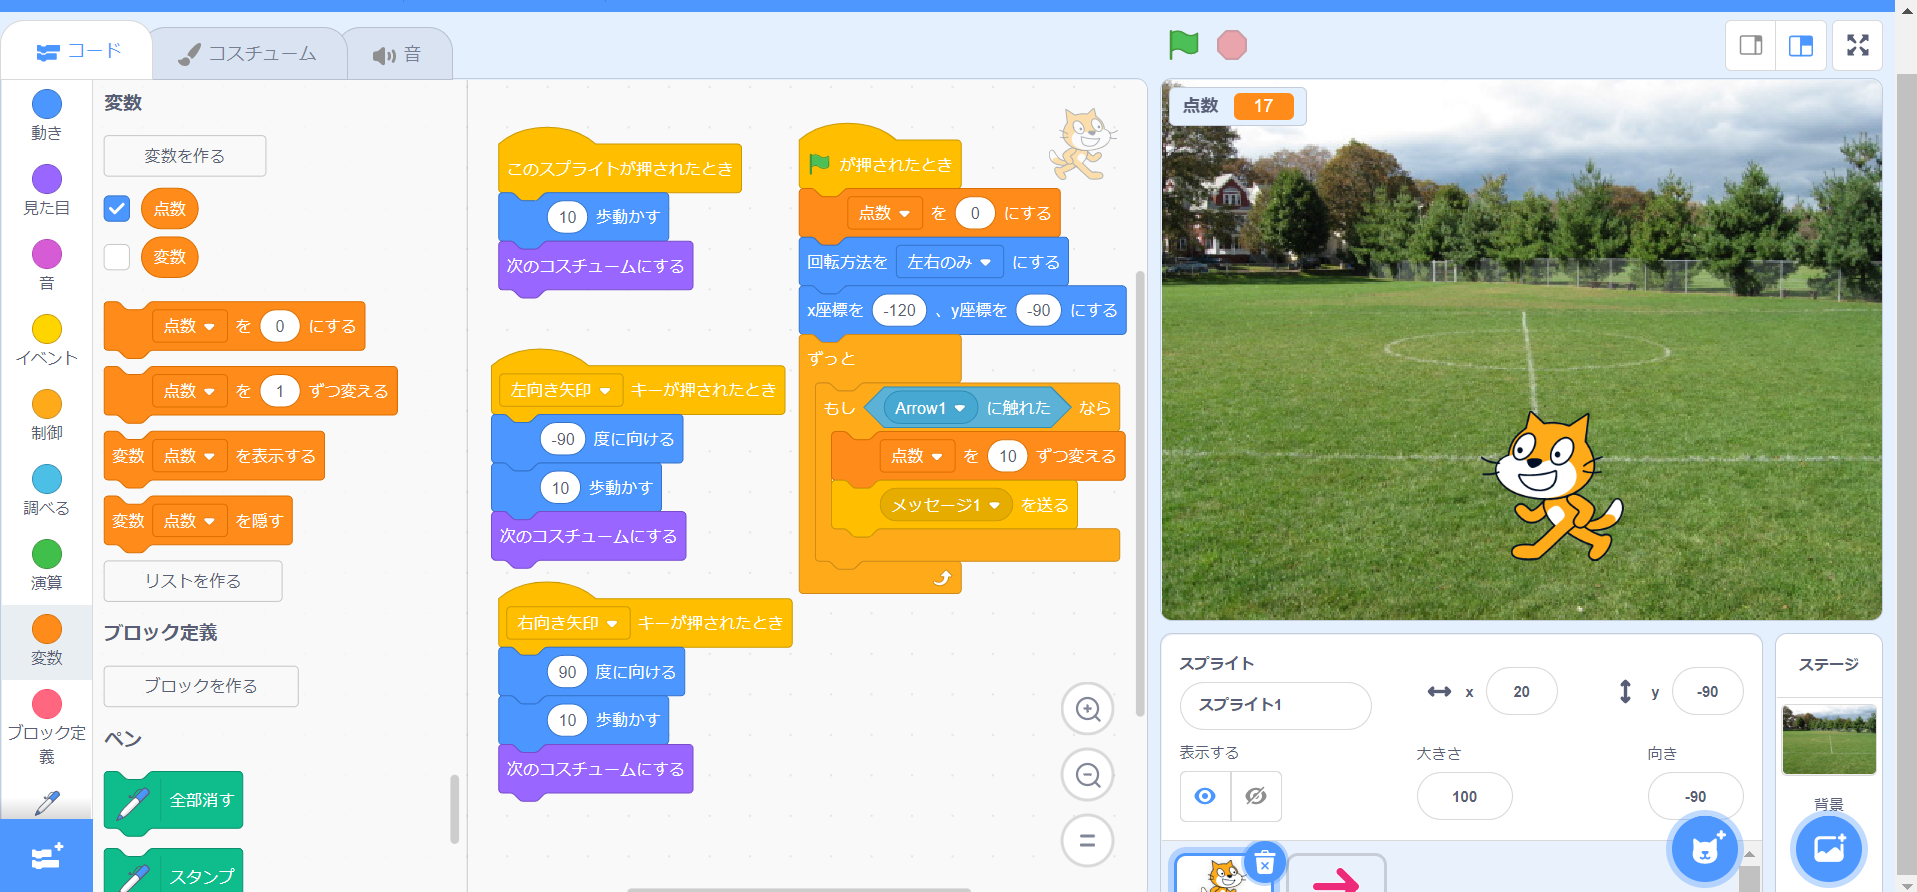 コード
コスチューム
音
動き
見た目
音
イベント
制御
調べる
演算
変数
ブロック定
義
変数
変数を作る
点数
変数
点数 を 0 にする
点数 を 1 ずつ変える
変数 点数 を表示する
変数 点数 を隠す
リストを作る
ブロック定義
ブロックを作る
ペン
全部消す
スタンプ
このスプライトが押されたとき
10 歩動かす
次のコスチュームにする
左向き矢印 キーが押されたとき
-90 度に向ける
10 歩動かす
次のコスチュームにする
右向き矢印 キーが押されたとき
90 度に向ける
10 歩動かす
次のコスチュームにする
が押されたとき
点数 を 0 にする
回転方法を 左右のみ にする
x座標を -120 、y座標を -90 にする
ずっと
もし Arrow1 に触れた なら
点数 を 10 ずつ変える
メッセージ1 を送る
点数 17
スプライト
スプライト1
x 20
y -90
表示する
大きさ
100
向き
-90
ステージ
背景